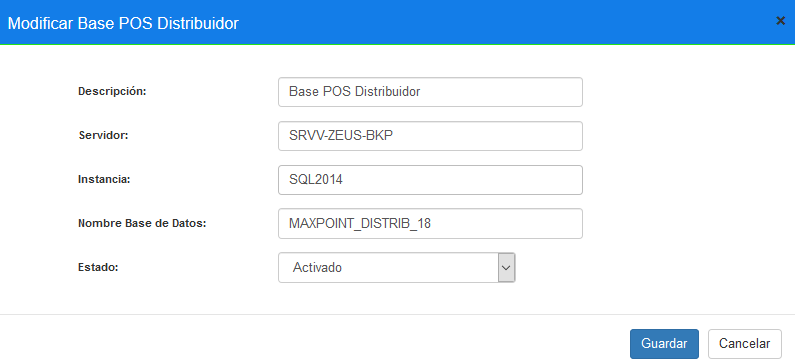 Modificar Base POS Distribuidor
×
Descripción: Base POS Distribuidor
Servidor: SRVV-ZEUS-BKP
Instancia: SQL2014
Nombre Base de Datos: MAXPOINT_DISTRIB_18
Estado: Activado
Guardar Cancelar